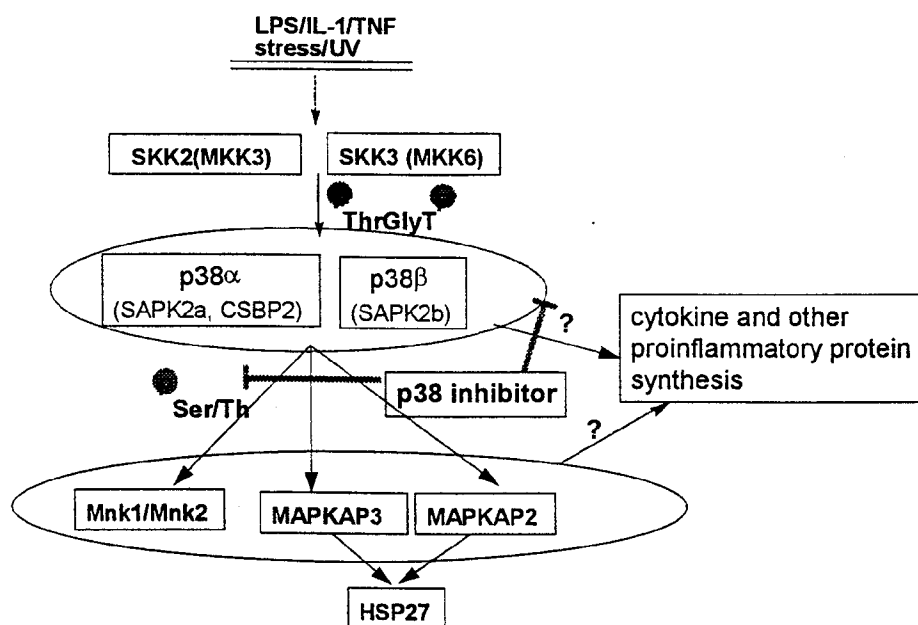 LPS/IL-1/TNF
stress/UV
SKK2(MKK3)
SKK3 (MKK6)
ThrGlyT
p38α
(SAPK2a, CSBP2)
p38β
(SAPK2b)
?
cytokine and other
proinflammatory protein
synthesis
p38 inhibitor
Ser/Th
?
Mnk1/Mnk2
MAPKAP3
MAPKAP2
HSP27